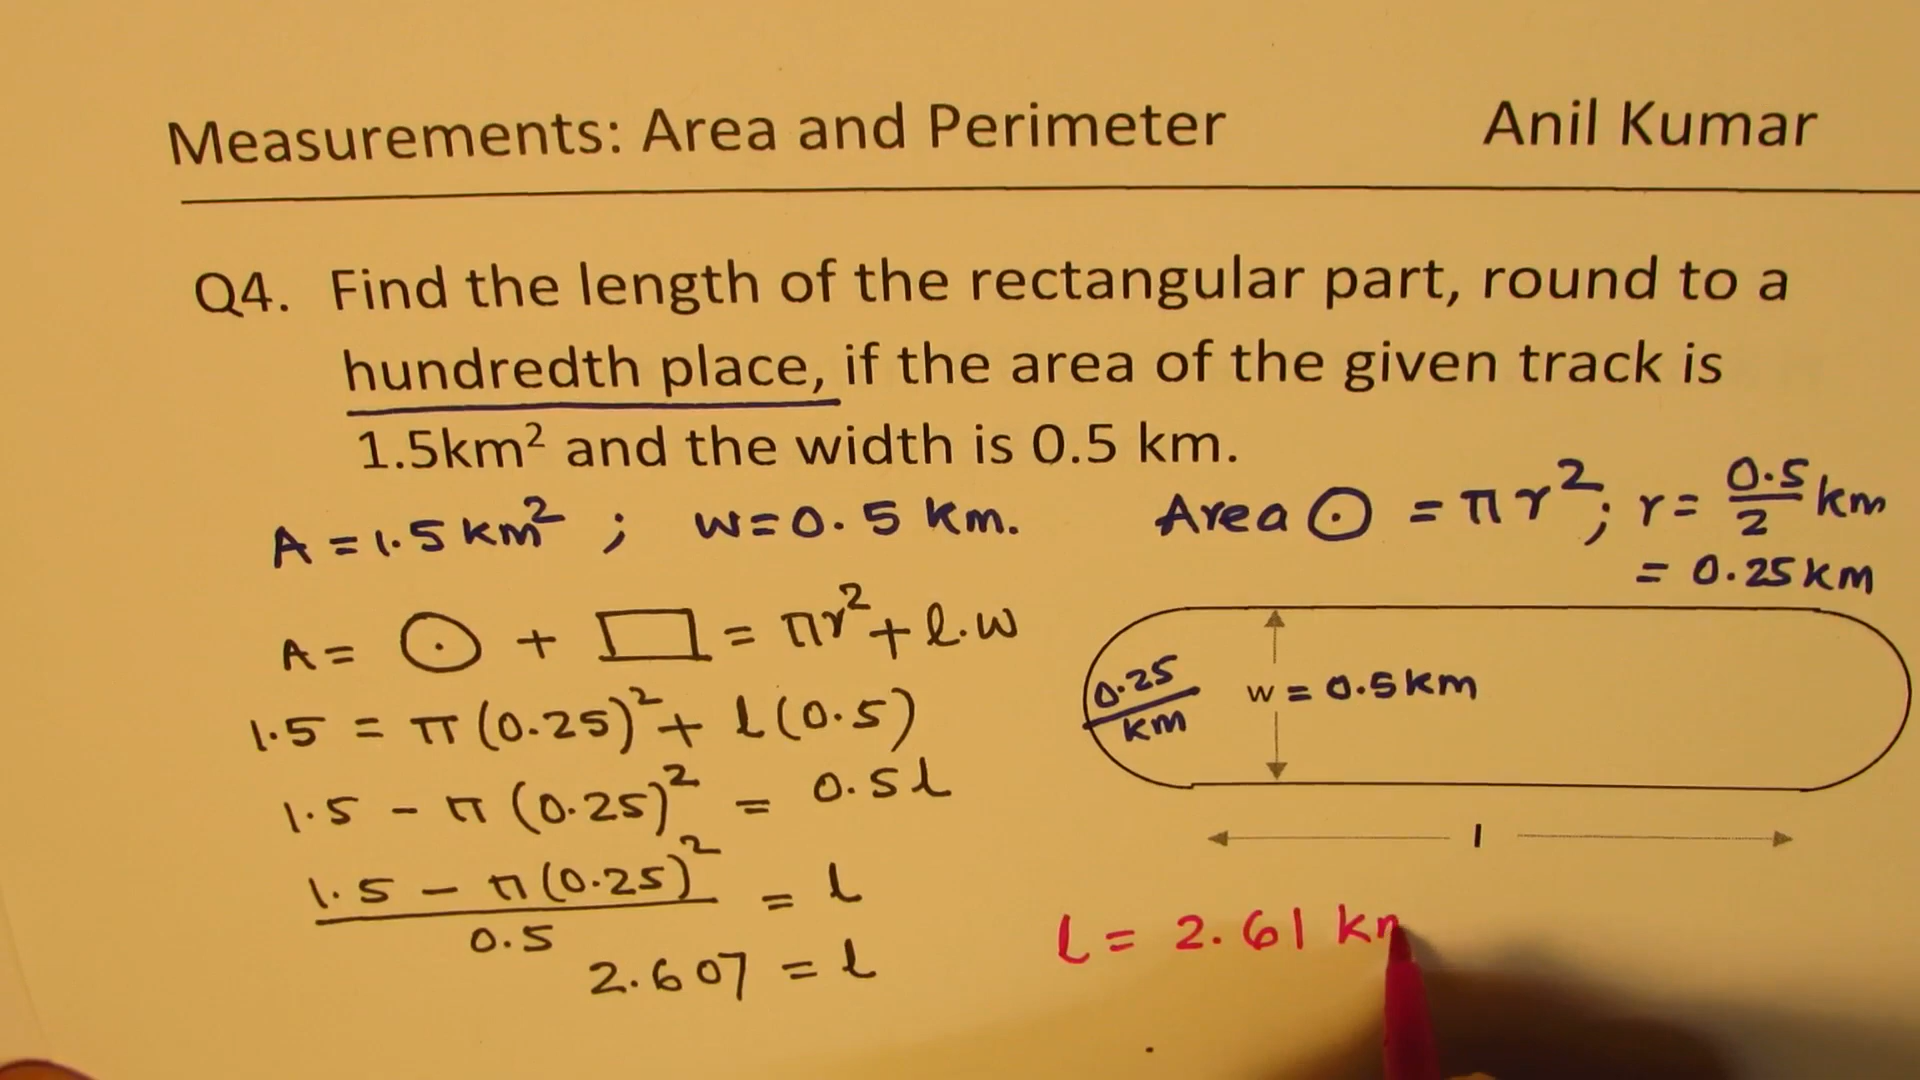 Measurements: Area and Perimeter Anil Kumar
Q4. Find the length of the rectangular part, round to a
hundredth place, if the area of the given track is
1.5km² and the width is 0.5 km.
A = 1.5 km² ; w = 0.5 km.
Area ⊙ = πr² ; r = 0.5/2 km
= 0.25 km
A = ⊙ + ▭ = πr² + l.w
1.5 = π(0.25)² + l(0.5)
1.5 - π(0.25)² = 0.5l
(1.5 - π(0.25)²)/0.5 = l
2.607 = l
0.25
km
w = 0.5 km
l
l = 2.61 k